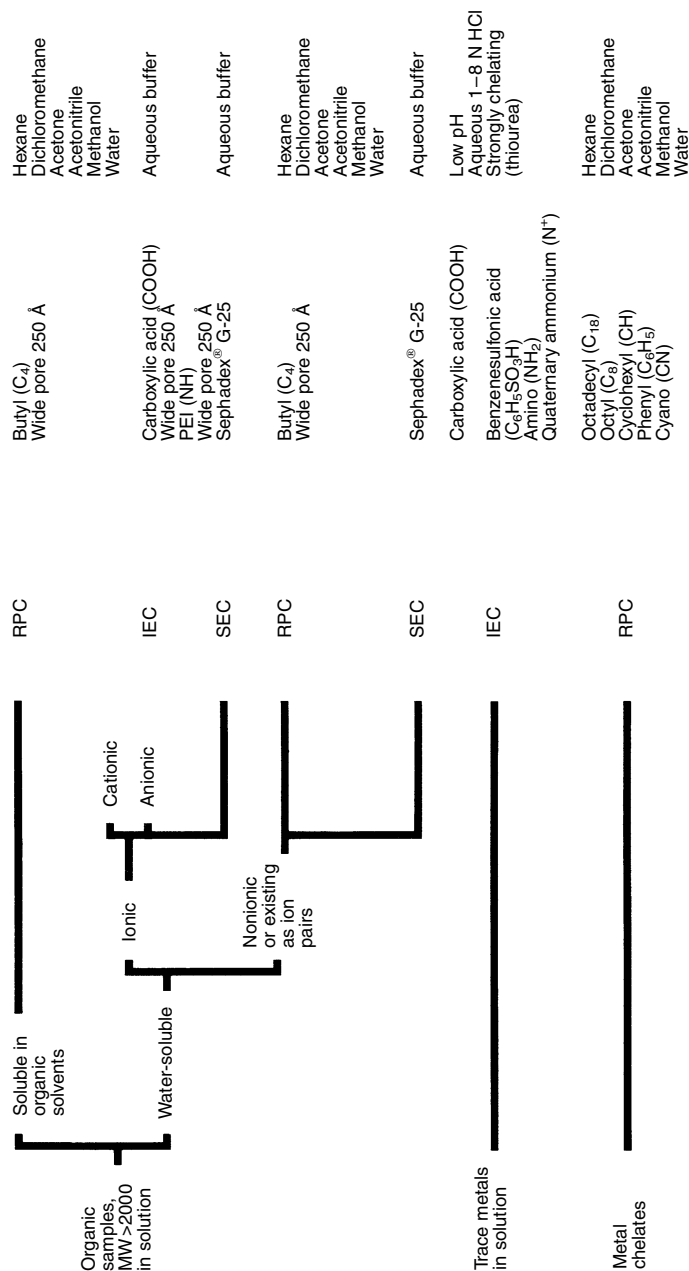 Organic
samples,
MW >2000
in solution
Soluble in
organic
solvents
RPC
Butyl (C₄)
Wide pore 250 Å
Hexane
Dichloromethane
Acetone
Acetonitrile
Methanol
Water
Water-soluble
Ionic
Cationic
Anionic
IEC
Carboxylic acid (COOH)
Wide pore 250 Å
PEI (NH)
Wide pore 250 Å
Aqueous buffer
SEC
Sephadex® G-25
Aqueous buffer
Nonionic
or existing
as ion
pairs
RPC
Butyl (C₄)
Wide pore 250 Å
Hexane
Dichloromethane
Acetone
Acetonitrile
Methanol
Water
SEC
Sephadex® G-25
Aqueous buffer
Trace metals
in solution
IEC
Carboxylic acid (COOH)
Benzenesulfonic acid
(C₆H₅SO₃H)
Amino (NH₂)
Quaternary ammonium (N⁺)
Low pH
Aqueous 1–8 N HCl
Strongly chelating
(thiourea)
Metal
chelates
RPC
Octadecyl (C₁₈)
Octyl (C₈)
Cyclohexyl (CH)
Phenyl (C₆H₅)
Cyano (CN)
Hexane
Dichloromethane
Acetone
Acetonitrile
Methanol
Water